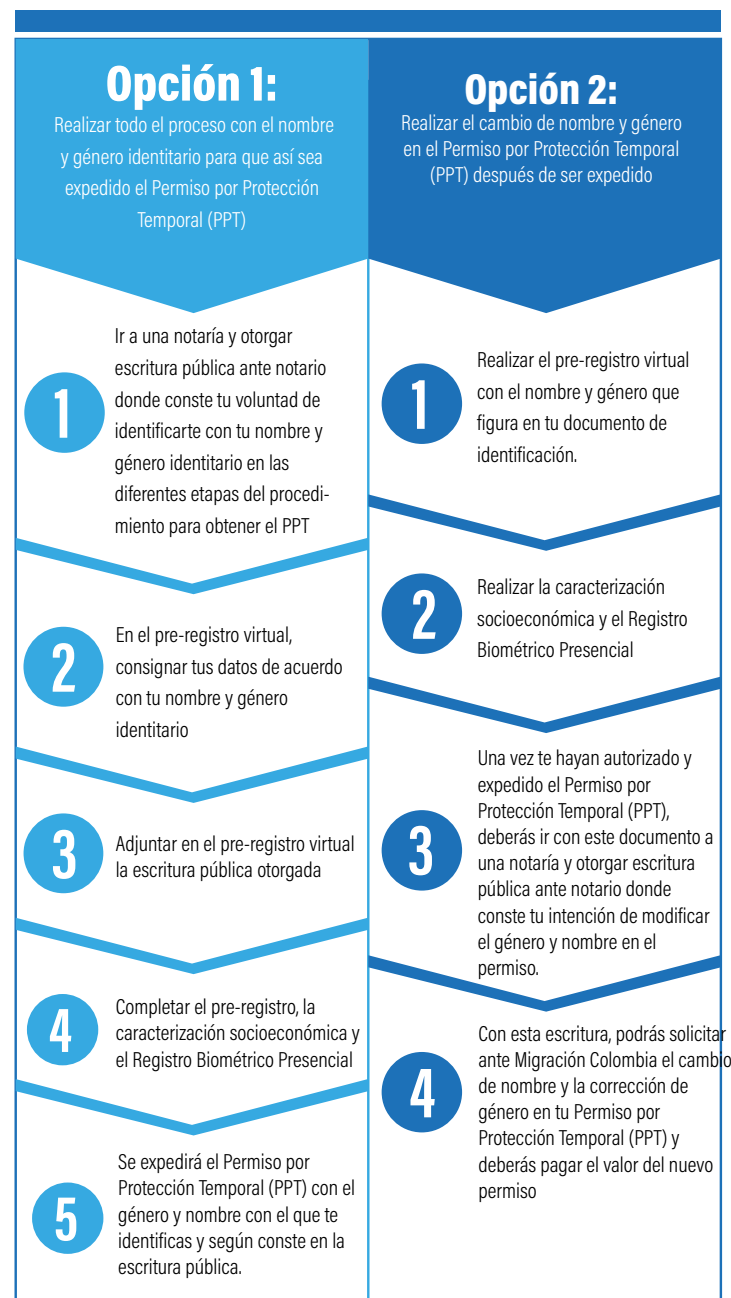 Opción 1:
Realizar todo el proceso con el nombre
y género identitario para que así sea
expedido el Permiso por Protección
Temporal (PPT)
1
Ir a una notaría y otorgar
escritura pública ante notario
donde conste tu voluntad de
identificarte con tu nombre y
género identitario en las
diferentes etapas del procedi-
miento para obtener el PPT
2
En el pre-registro virtual,
consignar tus datos de acuerdo
con tu nombre y género
identitario
3
Adjuntar en el pre-registro virtual
la escritura pública otorgada
4
Completar el pre-registro, la
caracterización socioeconómica y
el Registro Biométrico Presencial
5
Se expedirá el Permiso por
Protección Temporal (PPT) con el
género y nombre con el que te
identificas y según conste en la
escritura pública.
Opción 2:
Realizar el cambio de nombre y género
en el Permiso por Protección Temporal
(PPT) después de ser expedido
1
Realizar el pre-registro virtual
con el nombre y género que
figura en tu documento de
identificación.
2
Realizar la caracterización
socioeconómica y el Registro
Biométrico Presencial
3
Una vez te hayan autorizado y
expedido el Permiso por
Protección Temporal (PPT),
deberás ir con este documento a
una notaría y otorgar escritura
pública ante notario donde
conste tu intención de modificar
el género y nombre en el
permiso.
4
Con esta escritura, podrás solicitar
ante Migración Colombia el cambio
de nombre y la corrección de
género en tu Permiso por
Protección Temporal (PPT) y
deberás pagar el valor del nuevo
permiso